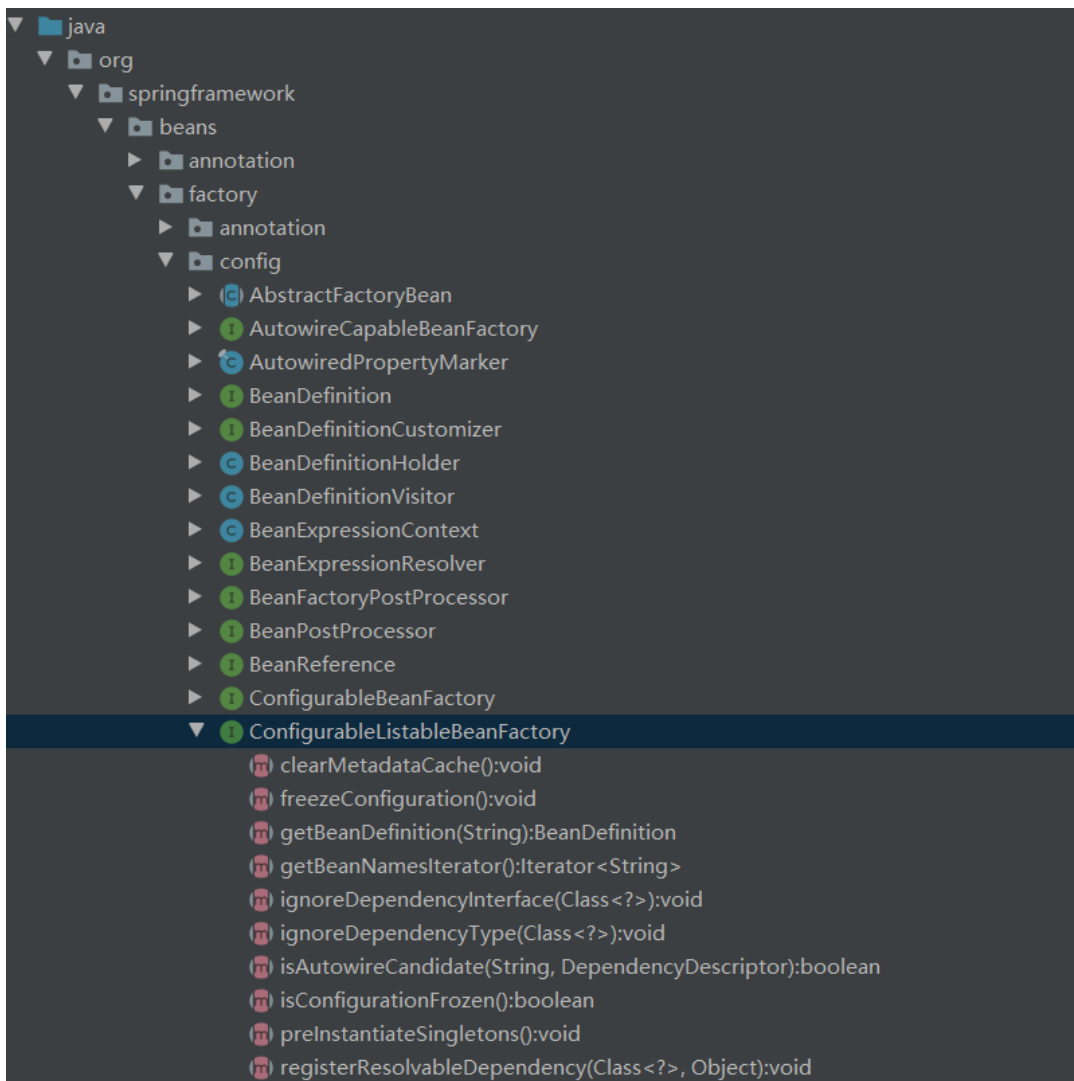 java
org
springframework
beans
annotation
factory
annotation
config
AbstractFactoryBean
AutowireCapableBeanFactory
AutowiredPropertyMarker
BeanDefinition
BeanDefinitionCustomizer
BeanDefinitionHolder
BeanDefinitionVisitor
BeanExpressionContext
BeanExpressionResolver
BeanFactoryPostProcessor
BeanPostProcessor
BeanReference
ConfigurableBeanFactory
ConfigurableListableBeanFactory
clearMetadataCache():void
freezeConfiguration():void
getBeanDefinition(String):BeanDefinition
getBeanNamesIterator():Iterator<String>
ignoreDependencyInterface(Class<?>):void
ignoreDependencyType(Class<?>):void
isAutowireCandidate(String, DependencyDescriptor):boolean
isConfigurationFrozen():boolean
preInstantiateSingletons():void
registerResolvableDependency(Class<?>, Object):void